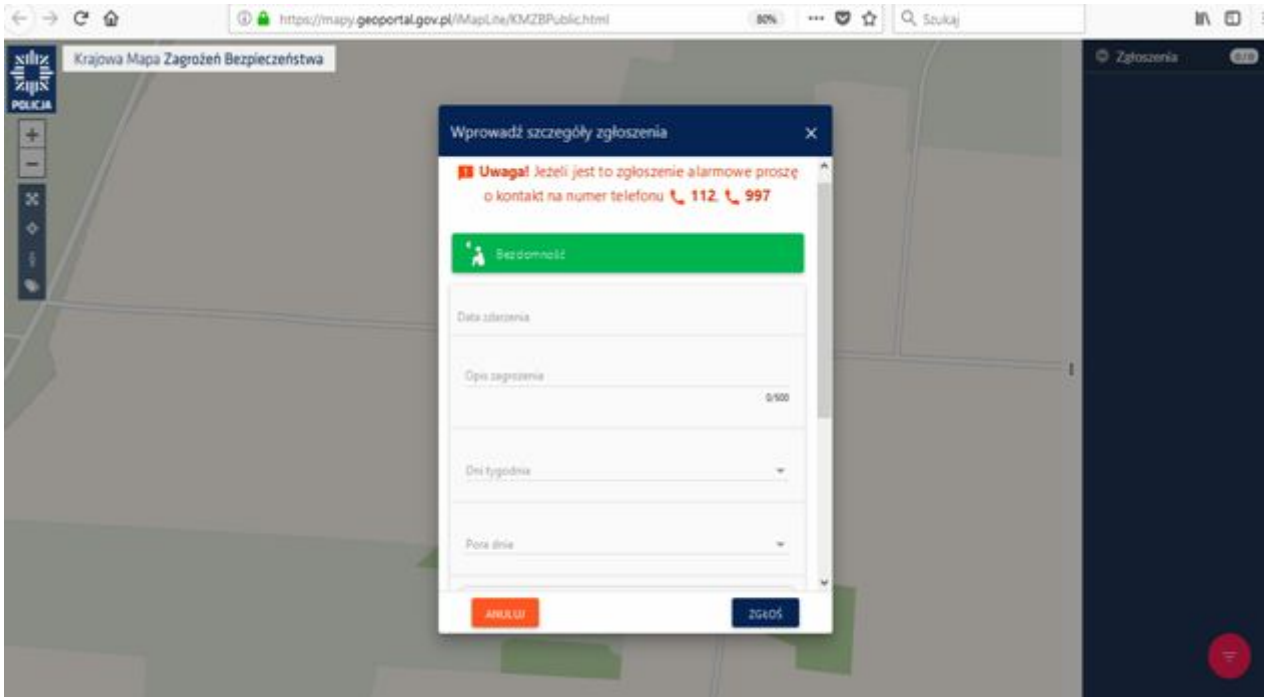 https://mapy.geoportal.gov.pl/iMapLite/KMZBPublic.html
80%
Szukaj
POLICJA
Krajowa Mapa Zagrożeń Bezpieczeństwa
Zgłoszenia
0/0
Wprowadź szczegóły zgłoszenia
Uwaga! Jeżeli jest to zgłoszenie alarmowe proszę
o kontakt na numer telefonu 112, 997
Bezdomność
Data zdarzenia
Opis zagrożenia
0/500
Dni tygodnia
Pora dnia
ANULUJ
ZGŁOŚ